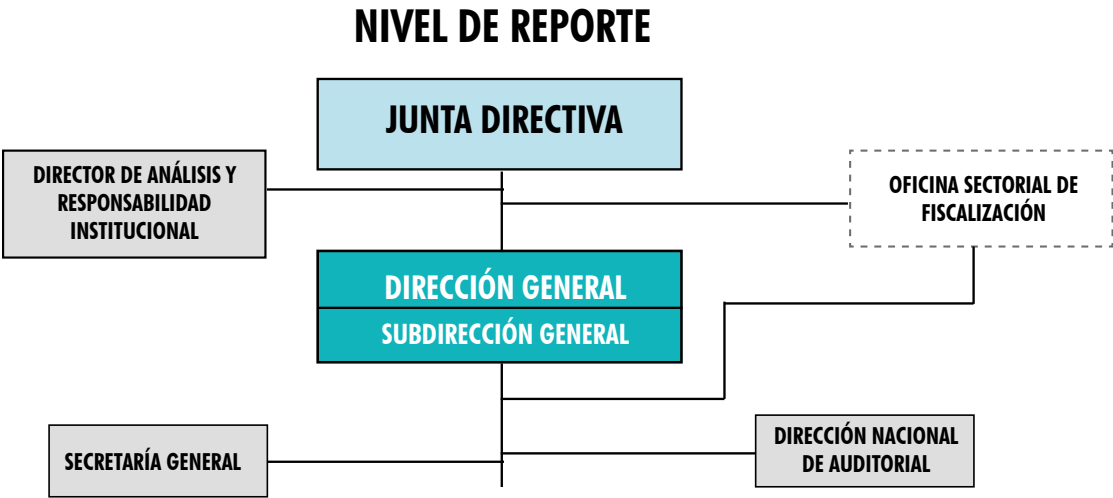 NIVEL DE REPORTE
JUNTA DIRECTIVA
DIRECTOR DE ANÁLISIS Y
RESPONSABILIDAD
INSTITUCIONAL
OFICINA SECTORIAL DE
FISCALIZACIÓN
DIRECCIÓN GENERAL
SUBDIRECCIÓN GENERAL
SECRETARÍA GENERAL
DIRECCIÓN NACIONAL
DE AUDITORIAL